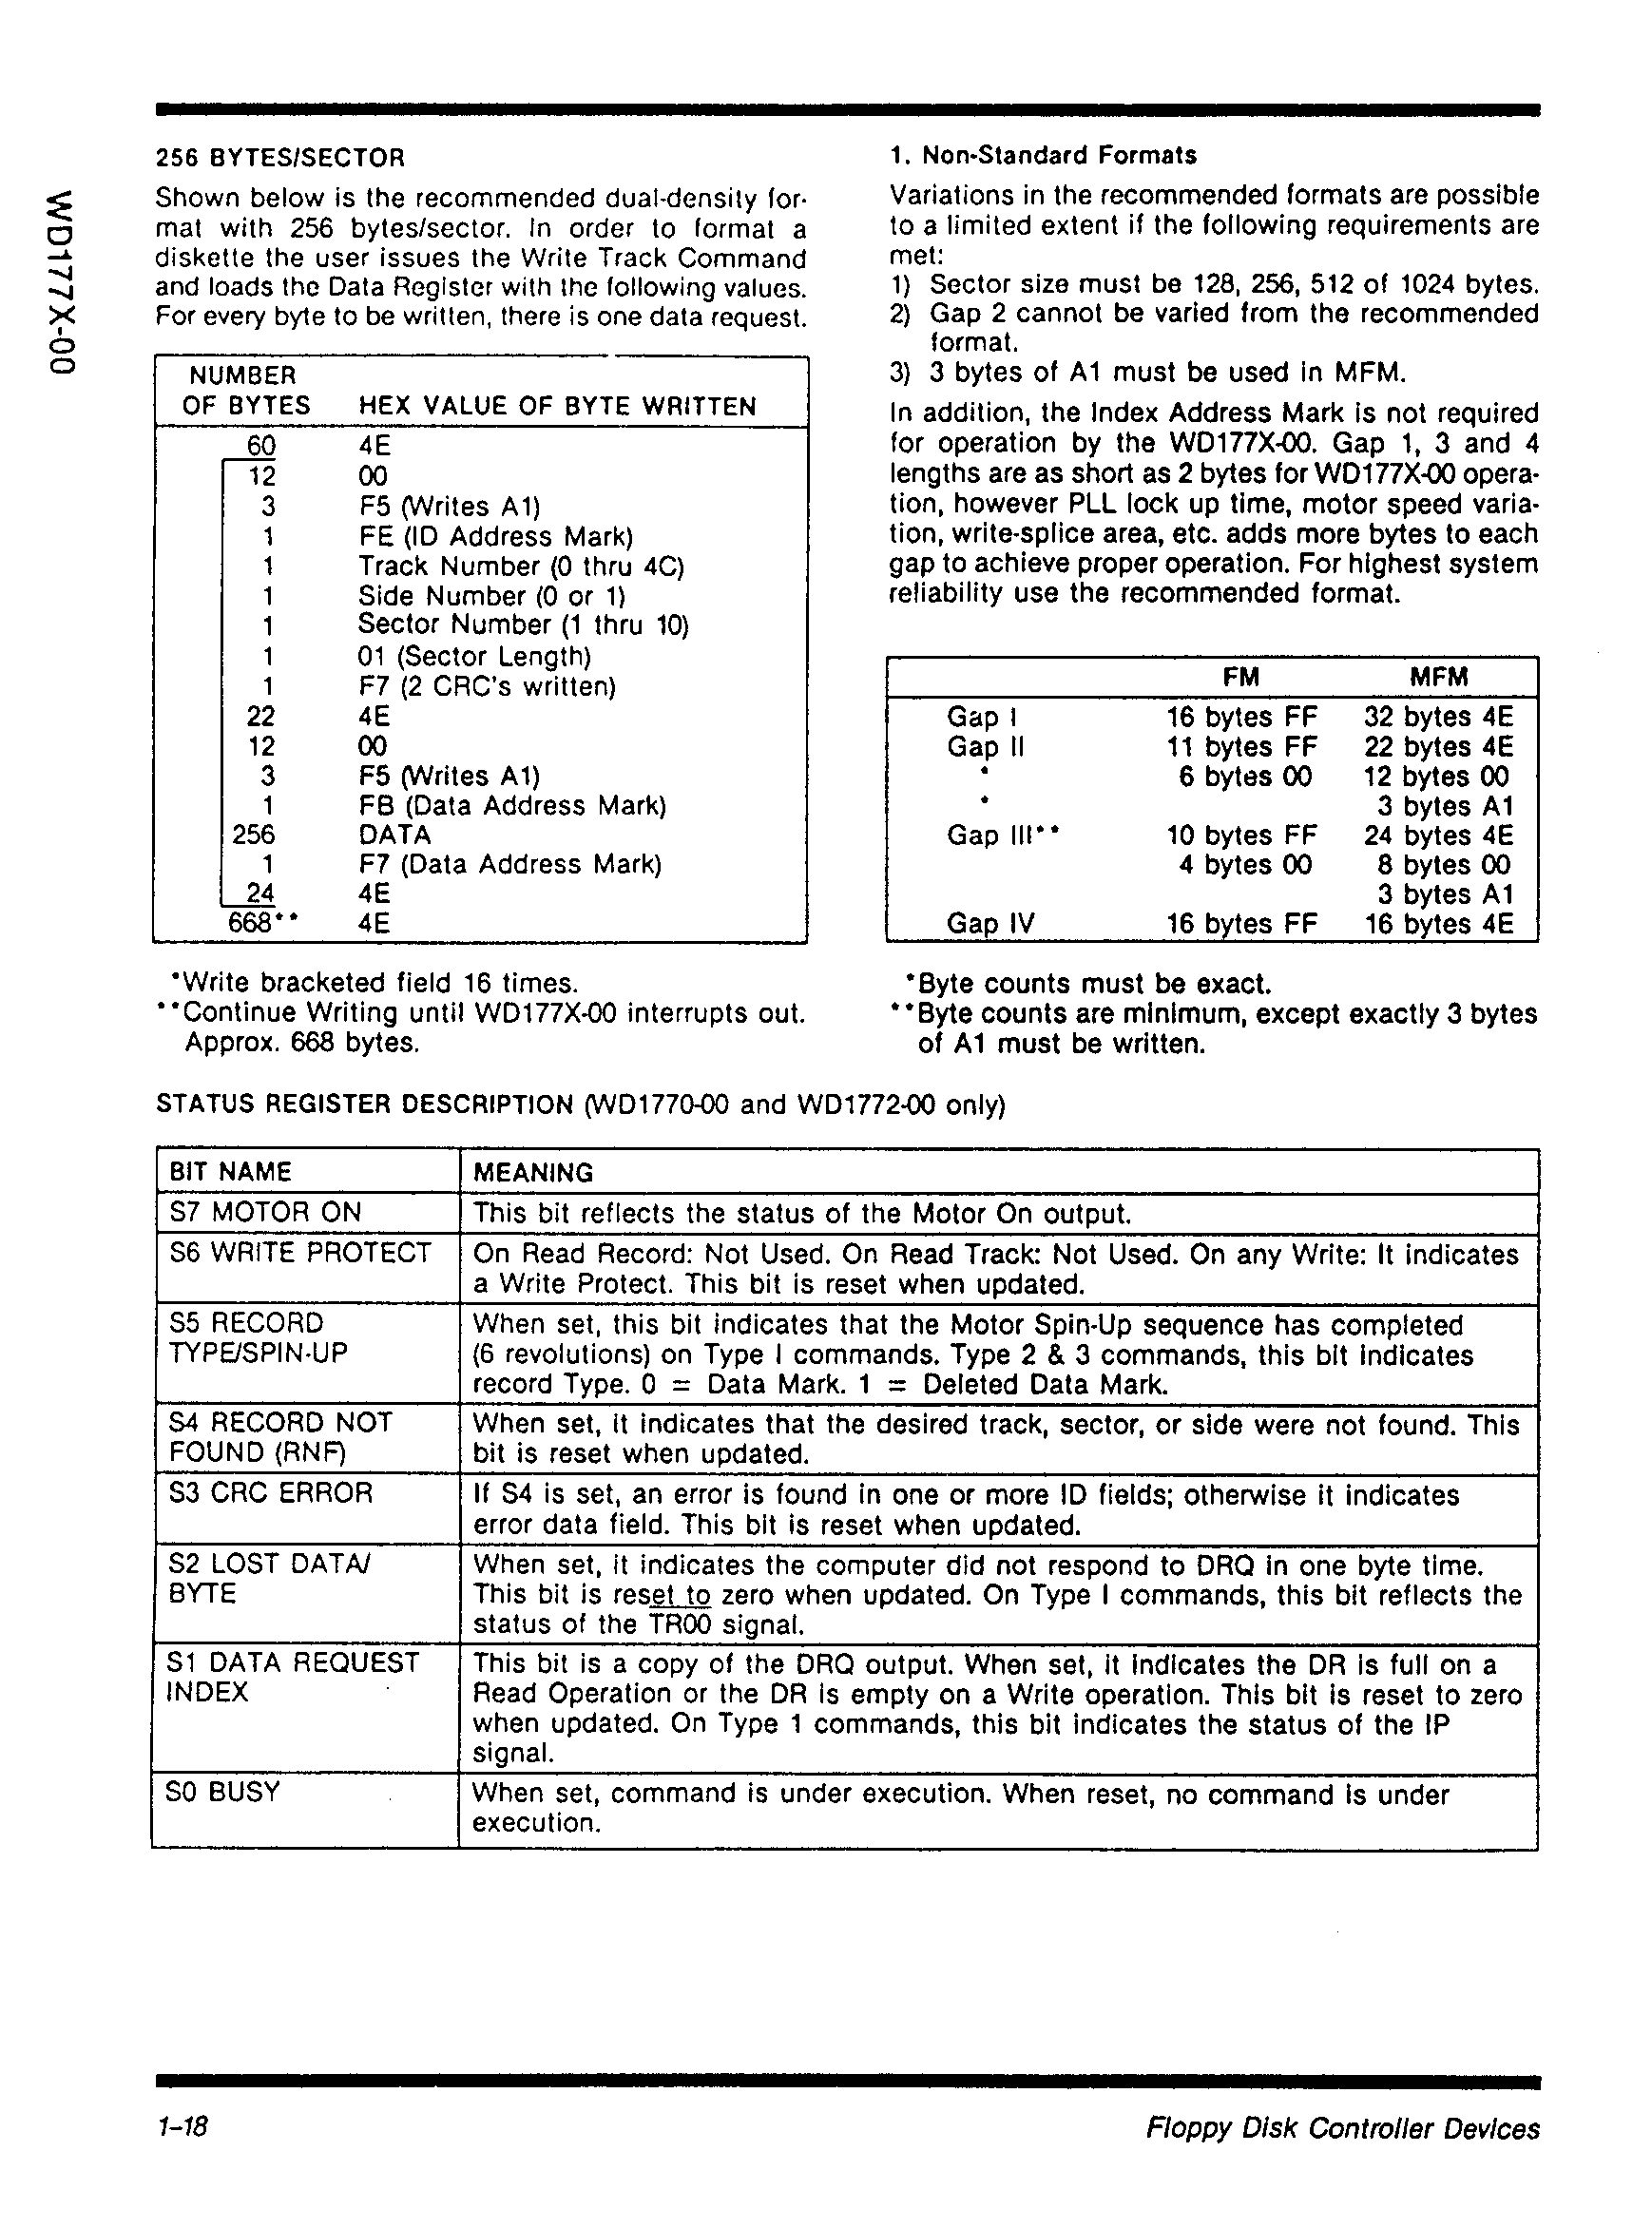 WD177X-00
256 BYTES/SECTOR
Shown below is the recommended dual-density for-
mat with 256 bytes/sector. In order to format a
diskette the user issues the Write Track Command
and loads the Data Register with the following values.
For every byte to be written, there is one data request.
NUMBER
OF BYTES HEX VALUE OF BYTE WRITTEN
60 4E
12 00
3 F5 (Writes A1)
1 FE (ID Address Mark)
1 Track Number (0 thru 4C)
1 Side Number (0 or 1)
1 Sector Number (1 thru 10)
1 01 (Sector Length)
1 F7 (2 CRC's written)
22 4E
12 00
3 F5 (Writes A1)
1 FB (Data Address Mark)
256 DATA
1 F7 (Data Address Mark)
24 4E
668** 4E
*Write bracketed field 16 times.
**Continue Writing until WD177X-00 interrupts out.
Approx. 668 bytes.
1. Non-Standard Formats
Variations in the recommended formats are possible
to a limited extent if the following requirements are
met:
1) Sector size must be 128, 256, 512 of 1024 bytes.
2) Gap 2 cannot be varied from the recommended
format.
3) 3 bytes of A1 must be used in MFM.
In addition, the Index Address Mark is not required
for operation by the WD177X-00. Gap 1, 3 and 4
lengths are as short as 2 bytes for WD177X-00 opera-
tion, however PLL lock up time, motor speed varia-
tion, write-splice area, etc. adds more bytes to each
gap to achieve proper operation. For highest system
reliability use the recommended format.
FM MFM
Gap I 16 bytes FF 32 bytes 4E
Gap II 11 bytes FF 22 bytes 4E
* 6 bytes 00 12 bytes 00
* 3 bytes A1
Gap III** 10 bytes FF 24 bytes 4E
4 bytes 00 8 bytes 00
3 bytes A1
Gap IV 16 bytes FF 16 bytes 4E
*Byte counts must be exact.
**Byte counts are minimum, except exactly 3 bytes
of A1 must be written.
STATUS REGISTER DESCRIPTION (WD1770-00 and WD1772-00 only)
BIT NAME MEANING
S7 MOTOR ON This bit reflects the status of the Motor On output.
S6 WRITE PROTECT On Read Record: Not Used. On Read Track: Not Used. On any Write: It indicates
a Write Protect. This bit is reset when updated.
S5 RECORD When set, this bit indicates that the Motor Spin-Up sequence has completed
TYPE/SPIN-UP (6 revolutions) on Type I commands. Type 2 & 3 commands, this bit indicates
record Type. 0 = Data Mark. 1 = Deleted Data Mark.
S4 RECORD NOT When set, it indicates that the desired track, sector, or side were not found. This
FOUND (RNF) bit is reset when updated.
S3 CRC ERROR If S4 is set, an error is found in one or more ID fields; otherwise it indicates
error data field. This bit is reset when updated.
S2 LOST DATA/ When set, it indicates the computer did not respond to DRQ in one byte time.
BYTE This bit is reset to zero when updated. On Type I commands, this bit reflects the
status of the TR00 signal.
S1 DATA REQUEST This bit is a copy of the DRQ output. When set, it indicates the DR is full on a
INDEX Read Operation or the DR is empty on a Write operation. This bit is reset to zero
when updated. On Type 1 commands, this bit indicates the status of the IP
signal.
S0 BUSY When set, command is under execution. When reset, no command is under
execution.
1-18 Floppy Disk Controller Devices